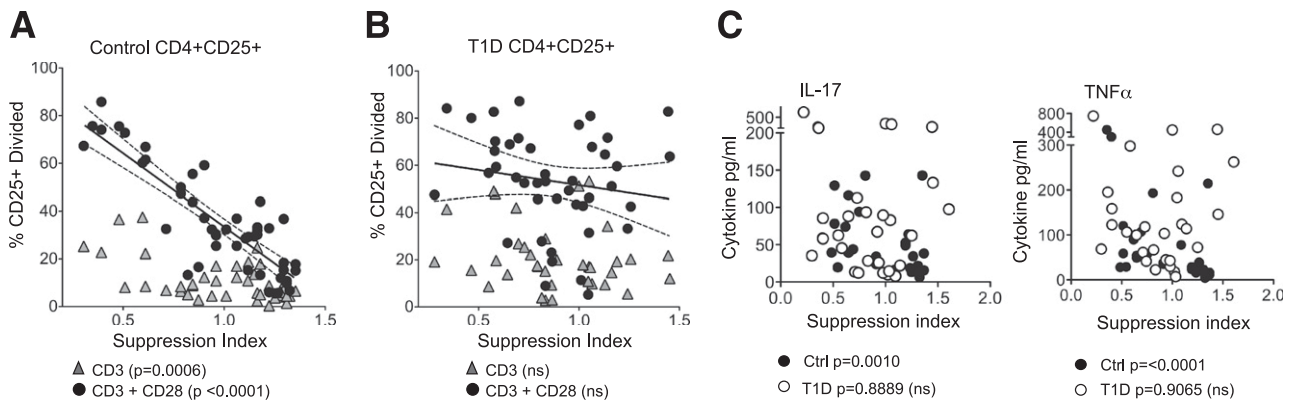 A
Control CD4+CD25+
% CD25+ Divided
100
80
60
40
20
0
0.5
1.0
1.5
Suppression Index
CD3 (p=0.0006)
CD3 + CD28 (p <0.0001)
B
T1D CD4+CD25+
% CD25+ Divided
100
80
60
40
20
0
0.5
1.0
1.5
Suppression Index
CD3 (ns)
CD3 + CD28 (ns)
C
IL-17
Cytokine pg/ml
500
200
150
100
50
0
0.0
0.5
1.0
1.5
2.0
Suppression index
Ctrl p=0.0010
T1D p=0.8889 (ns)
TNFα
Cytokine pg/ml
800
400
300
200
100
0
0.0
0.5
1.0
1.5
2.0
Suppression index
Ctrl p=<0.0001
T1D p=0.9065 (ns)